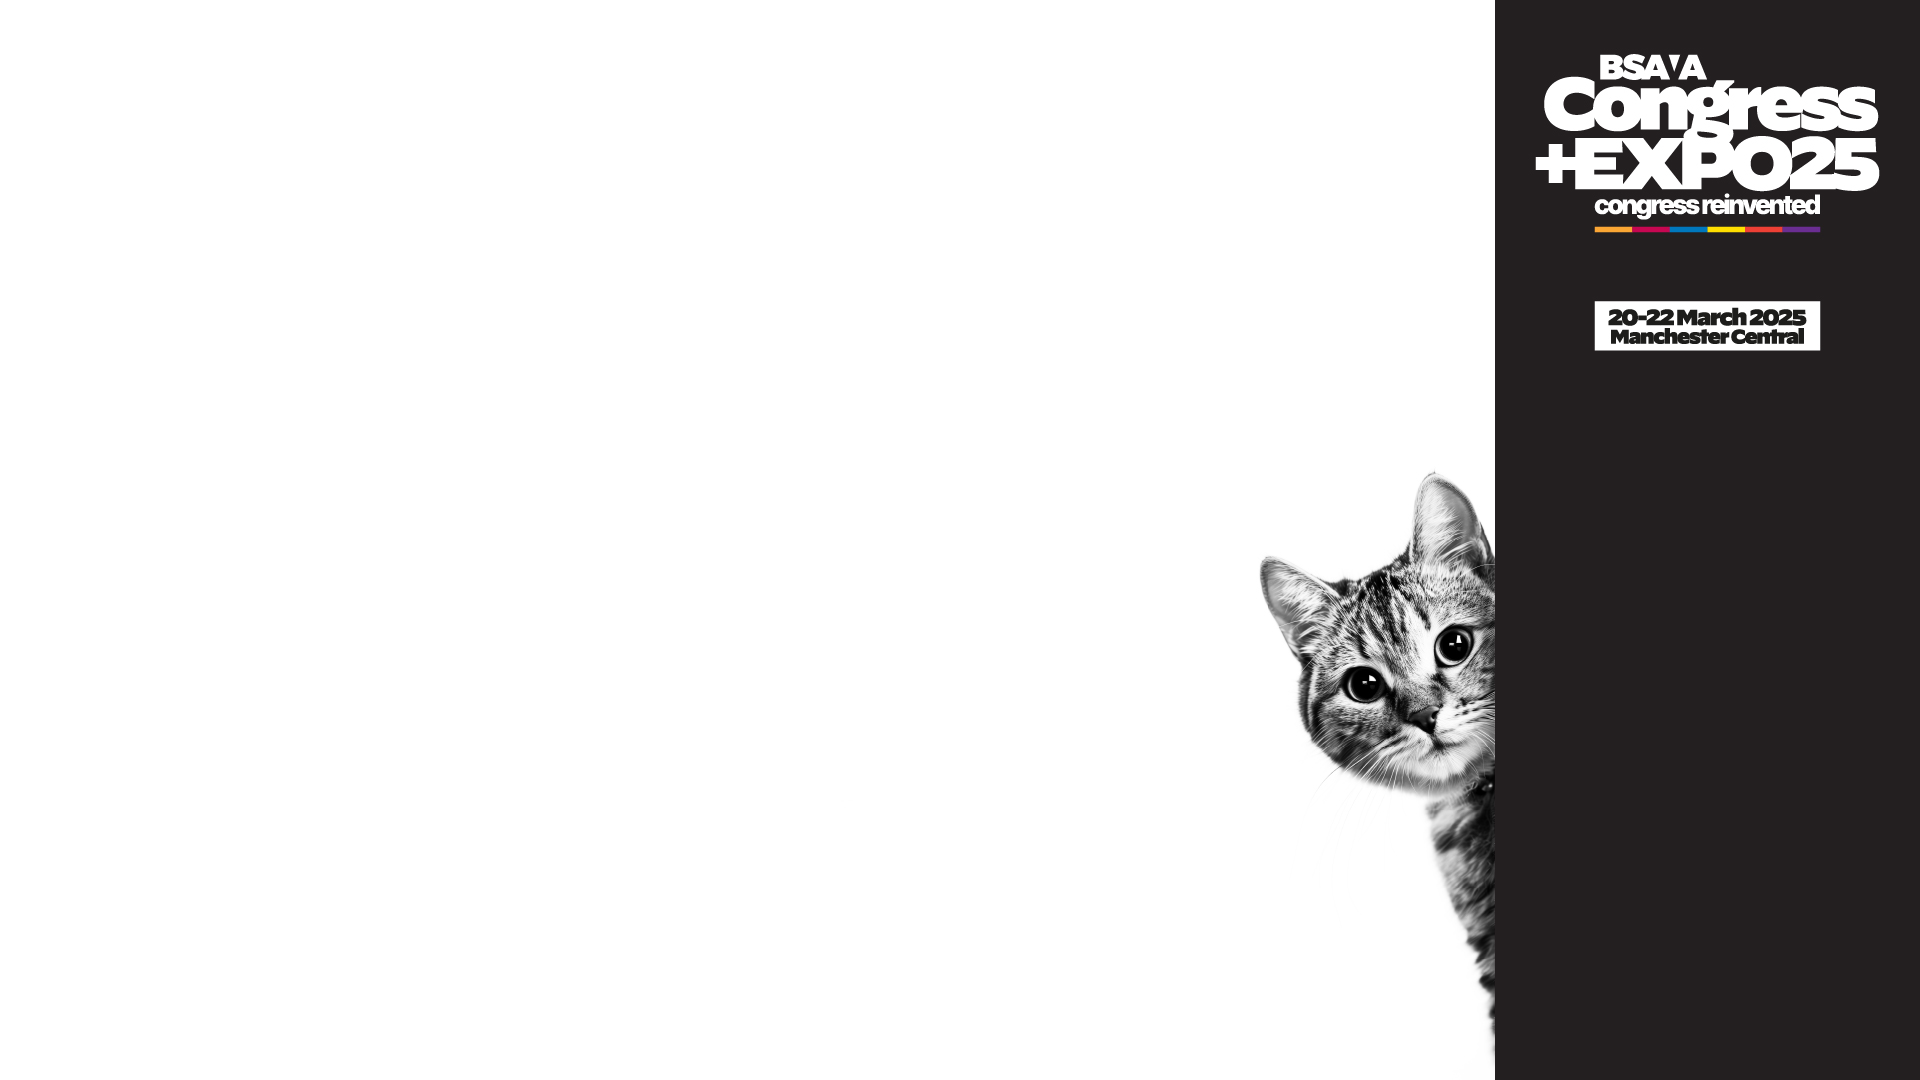 BSAVA
Congress
+EXPO25
congress reinvented
20-22 March 2025
Manchester Central